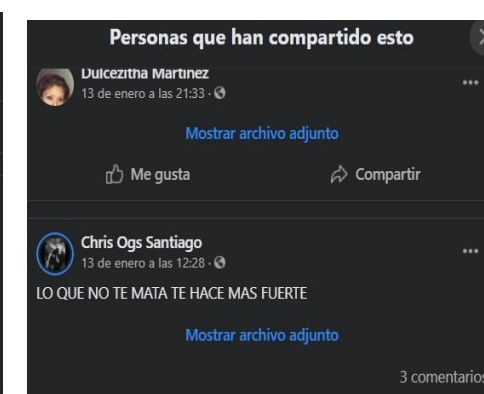 Personas que han compartido esto
Dulcezitha Martinez
13 de enero a las 21:33 ·
Mostrar archivo adjunto
Me gusta
Compartir
Chris Ogs Santiago
13 de enero a las 12:28 ·
LO QUE NO TE MATA TE HACE MAS FUERTE
Mostrar archivo adjunto
3 comentarios